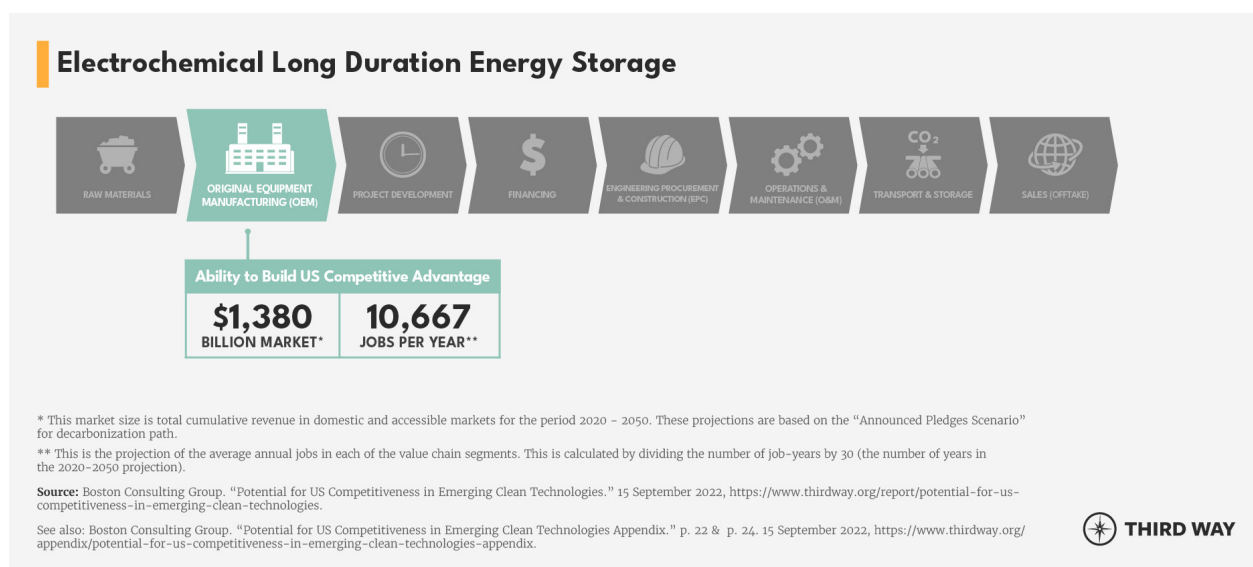 Electrochemical Long Duration Energy Storage
RAW MATERIALS
ORIGINAL EQUIPMENT
MANUFACTURING (OEM)
PROJECT DEVELOPMENT
$
FINANCING
ENGINEERING PROCUREMENT
& CONSTRUCTION (EPC)
OPERATIONS &
MAINTENANCE (O&M)
CO2
TRANSPORT & STORAGE
SALES (OFFTAKE)
Ability to Build US Competitive Advantage
$1,380
BILLION MARKET*
10,667
JOBS PER YEAR**
* This market size is total cumulative revenue in domestic and accessible markets for the period 2020 - 2050. These projections are based on the “Announced Pledges Scenario”
for decarbonization path.
** This is the projection of the average annual jobs in each of the value chain segments. This is calculated by dividing the number of job-years by 30 (the number of years in
the 2020-2050 projection).
Source: Boston Consulting Group. “Potential for US Competitiveness in Emerging Clean Technologies.” 15 September 2022, https://www.thirdway.org/report/potential-for-us-
competitiveness-in-emerging-clean-technologies.
See also: Boston Consulting Group. “Potential for US Competitiveness in Emerging Clean Technologies Appendix.” p. 22 & p. 24. 15 September 2022, https://www.thirdway.org/
appendix/potential-for-us-competitiveness-in-emerging-clean-technologies-appendix.
THIRD WAY